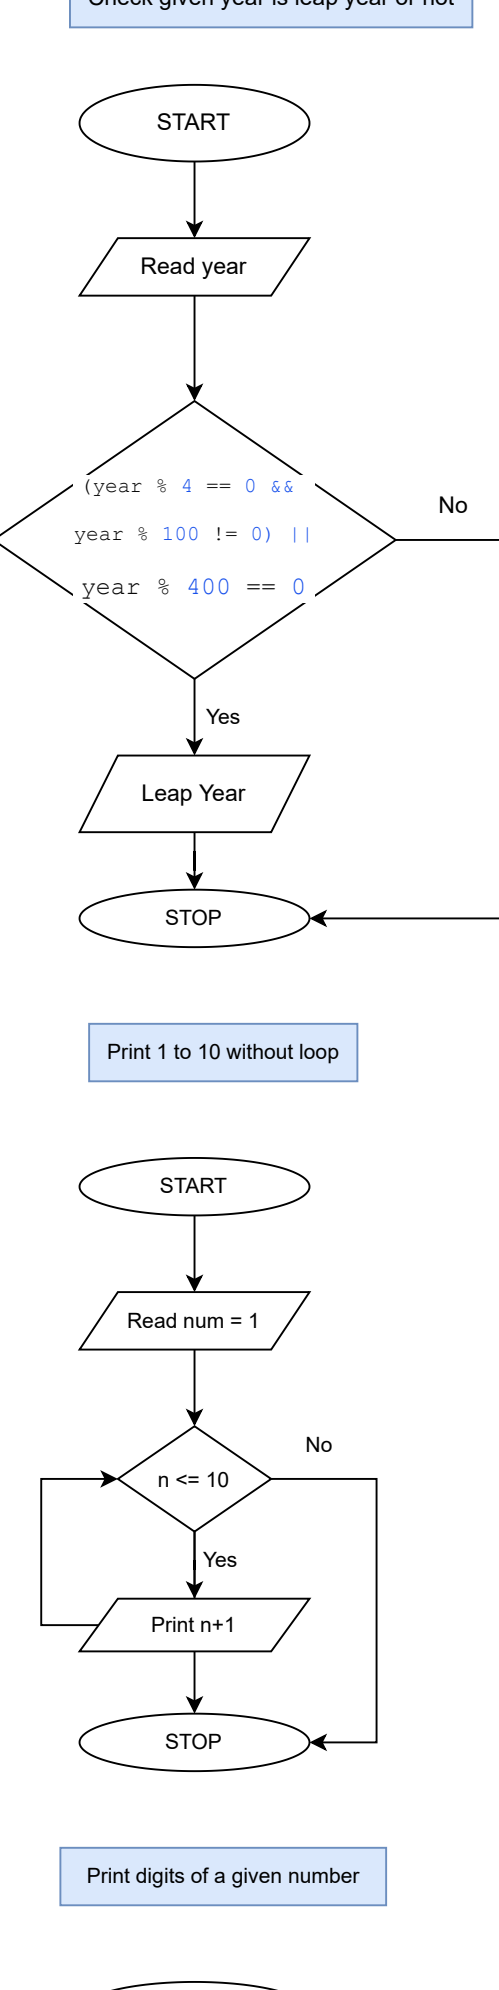 Check given year is leap year or not
START
Read year
(year % 4 == 0 &&
year % 100 != 0) ||
year % 400 == 0
No
Yes
Leap Year
STOP
Print 1 to 10 without loop
START
Read num = 1
n <= 10
No
Yes
Print n+1
STOP
Print digits of a given number